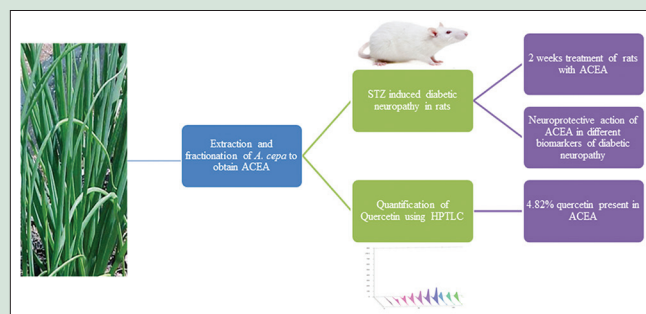 Extraction and
fractionation of A. cepa to
obtain ACEA
STZ induced diabetic
neuropathy in rats
2 weeks treatment of rats
with ACEA
Neuroprotective action of
ACEA in different
biomarkers of diabetic
neuropathy
Quantification of
Quercetin using HPTLC
4.82% quercetin present in
ACEA